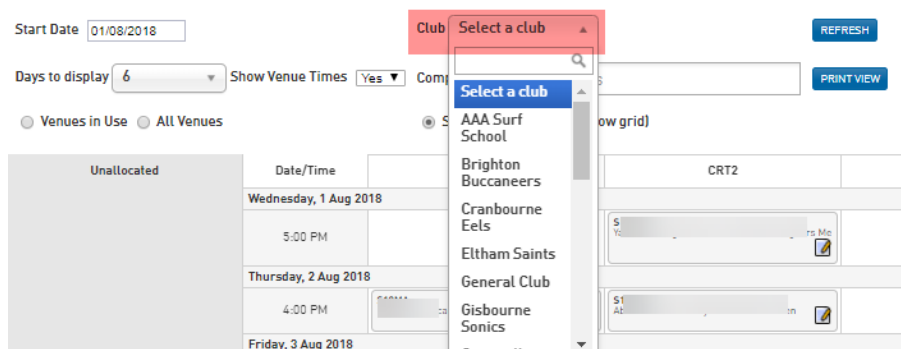 Start Date 01/08/2018 Club Select a club REFRESH
Days to display 6 Show Venue Times Yes PRINT VIEW
Select a club
Venues in Use All Venues ow grid)
AAA Surf
School
Unallocated Date/Time CRT2
Brighton
Buccaneers
Wednesday, 1 Aug 2018
Cranbourne
Eels
5:00 PM rs Me
Eltham Saints
Thursday, 2 Aug 2018
General Club
4:00 PM
Gisbourne
Sonics
Friday, 3 Aug 2018